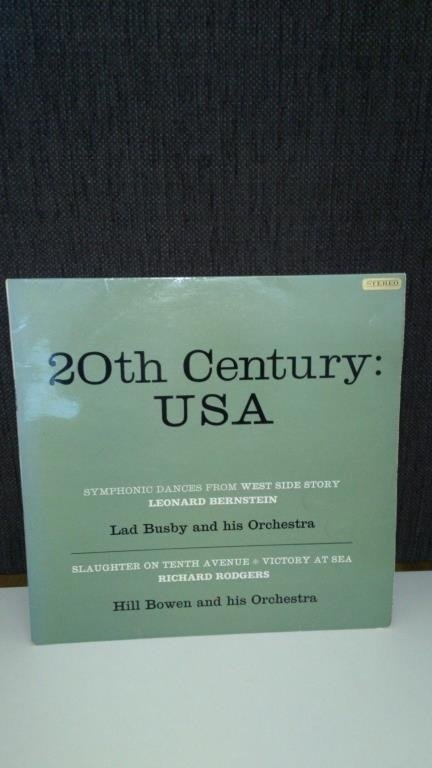 STEREO
20th Century:
USA
SYMPHONIC DANCES FROM WEST SIDE STORY
LEONARD BERNSTEIN
Lad Busby and his Orchestra
SLAUGHTER ON TENTH AVENUE * VICTORY AT SEA
RICHARD RODGERS
Hill Bowen and his Orchestra